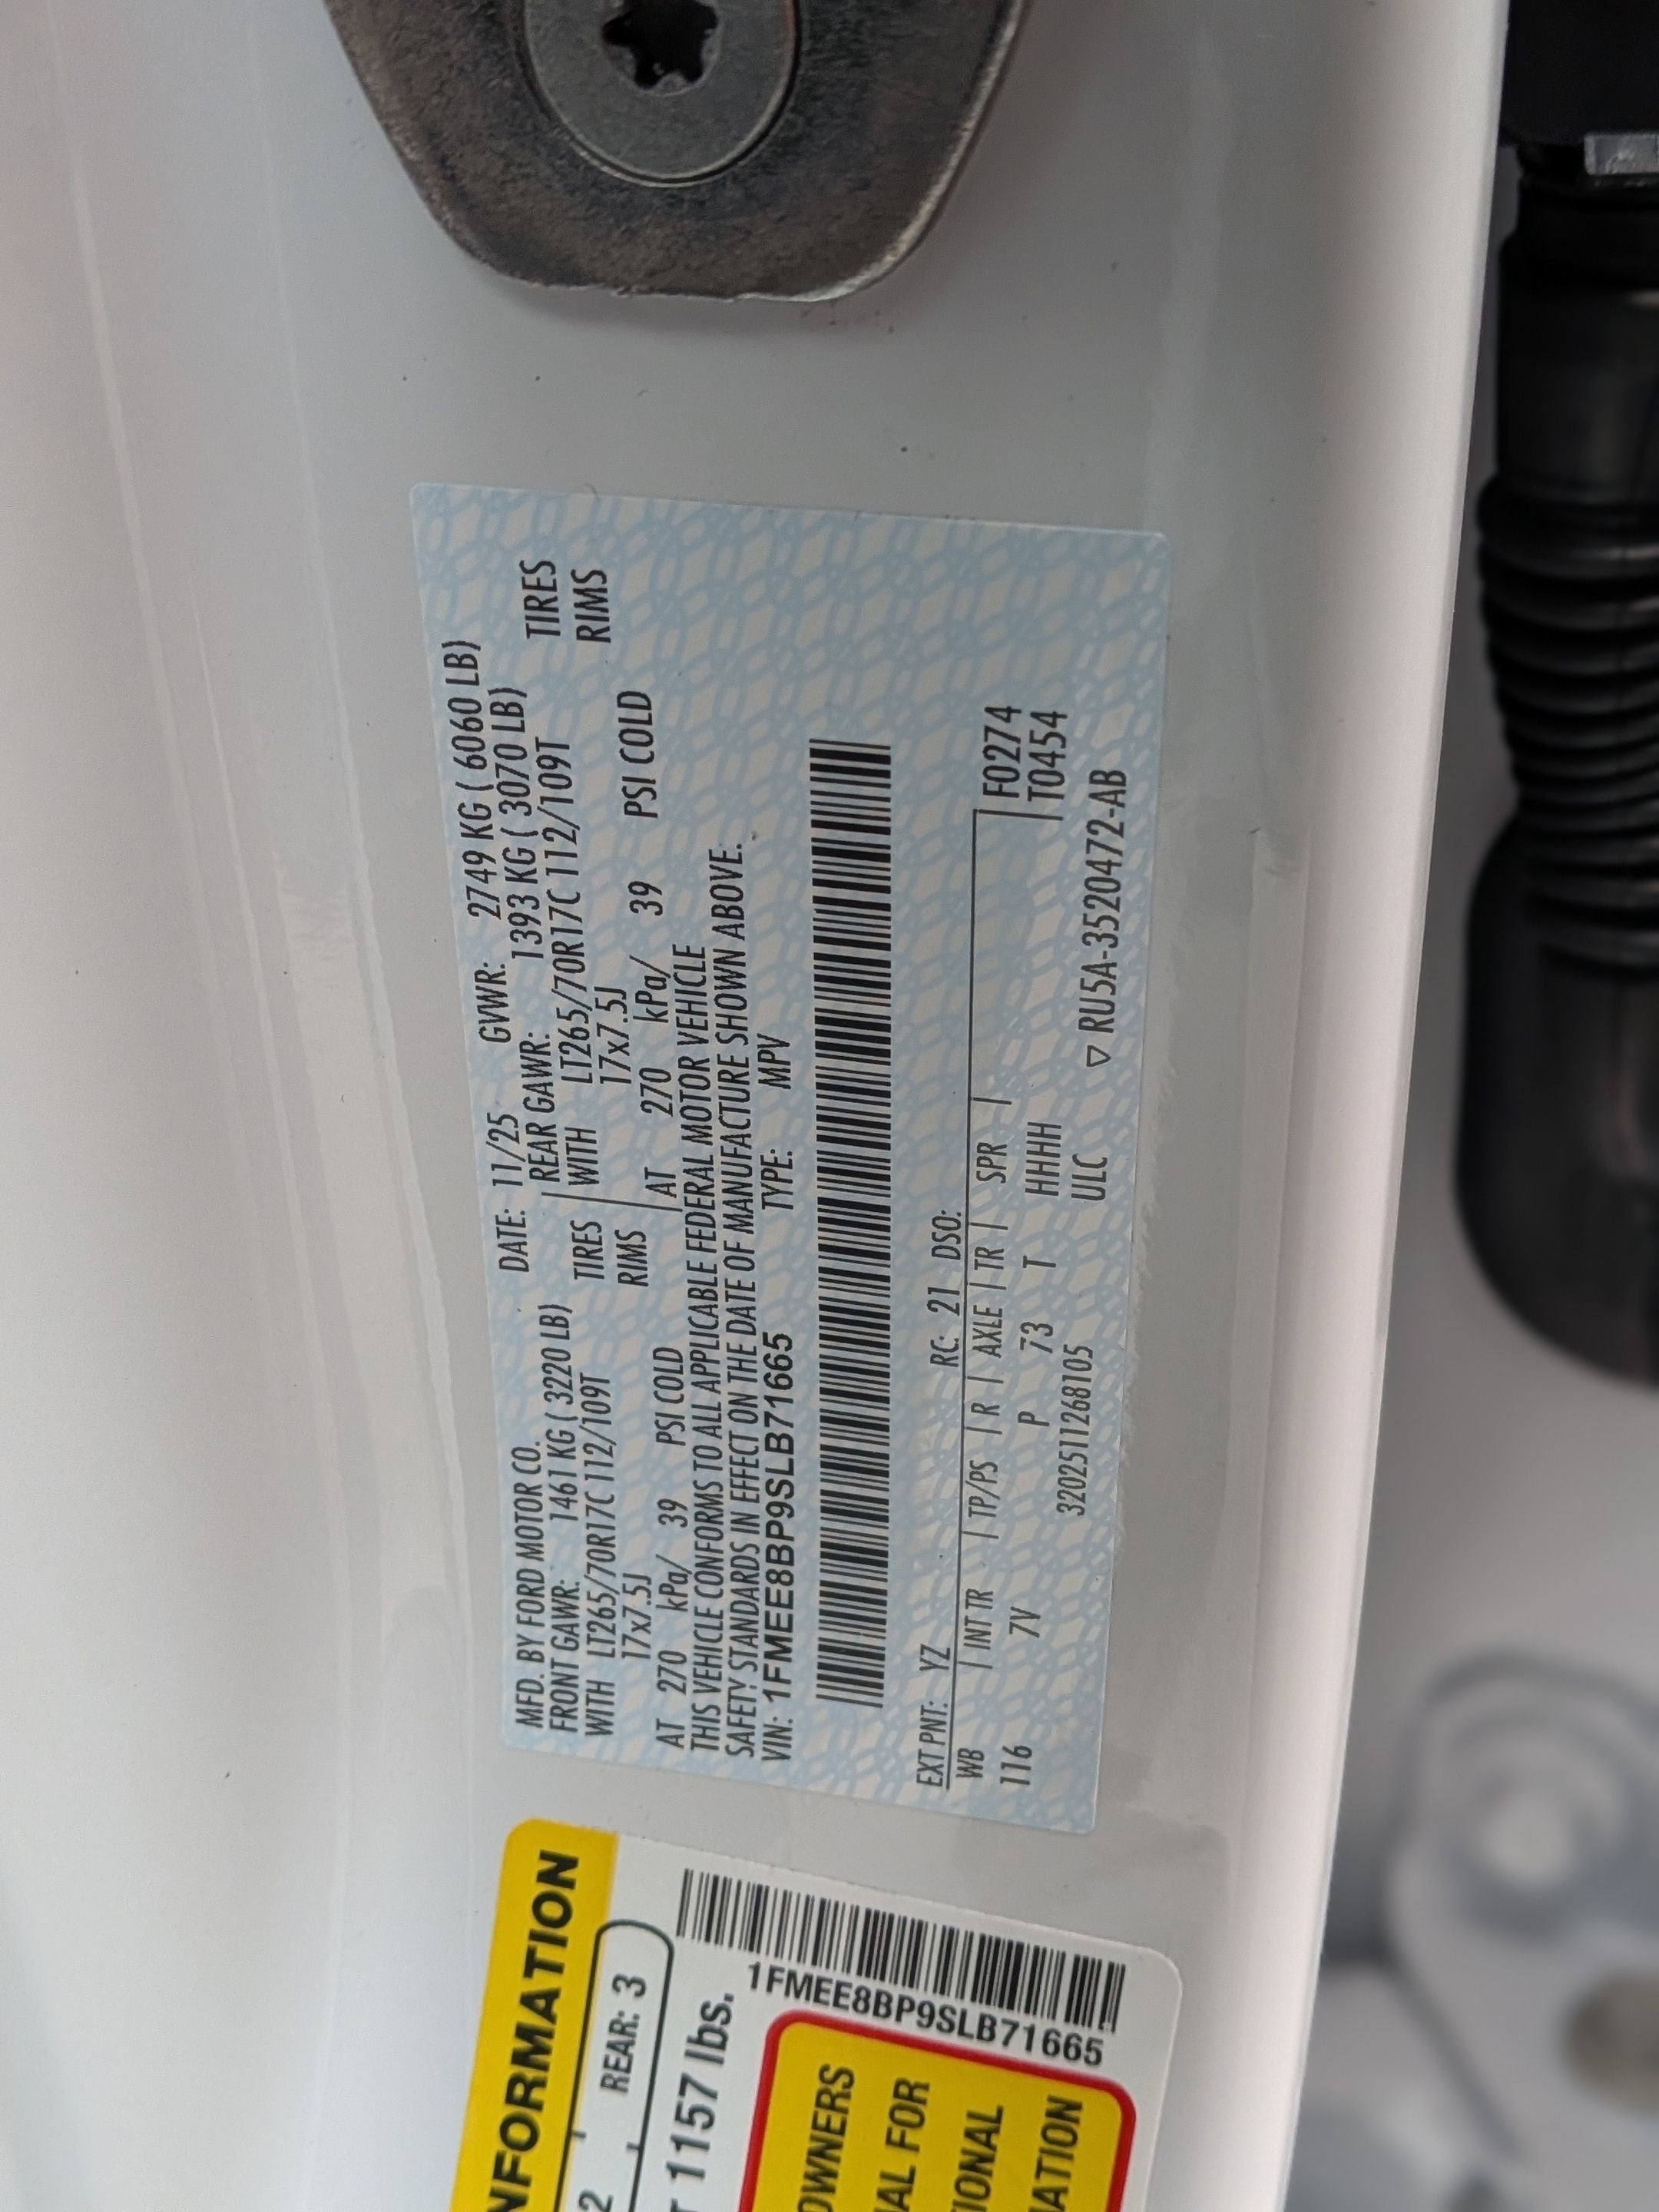 MFD. BY FORD MOTOR CO. DATE: 11/25 GVWR: 2749 KG ( 6060 LB)
FRONT GAWR: 1461 KG ( 3220 LB) REAR GAWR: 1393 KG ( 3070 LB)
WITH LT265/70R17C 112/109T TIRES WITH LT265/70R17C 112/109T TIRES
17x7.5J RIMS 17x7.5J RIMS
AT 270 kPa/ 39 PSI COLD AT 270 kPa/ 39 PSI COLD
THIS VEHICLE CONFORMS TO ALL APPLICABLE FEDERAL MOTOR VEHICLE
SAFETY STANDARDS IN EFFECT ON THE DATE OF MANUFACTURE SHOWN ABOVE.
VIN: 1FMEE8BP9SLB71665 TYPE: MPV
EXT PNT: YZ RC: 21 DSO:
WB | INT TR | TP/PS | R | AXLE | TR | SPR | F0274
116 7V P 73 T HHHH T0454
3202511268105 ULC ▽ RU5A-3520472-AB
NFORMATION
2 REAR: 3
1157 lbs.
1FMEE8BP9SLB71665
OWNERS
AL FOR
IONAL
ATION